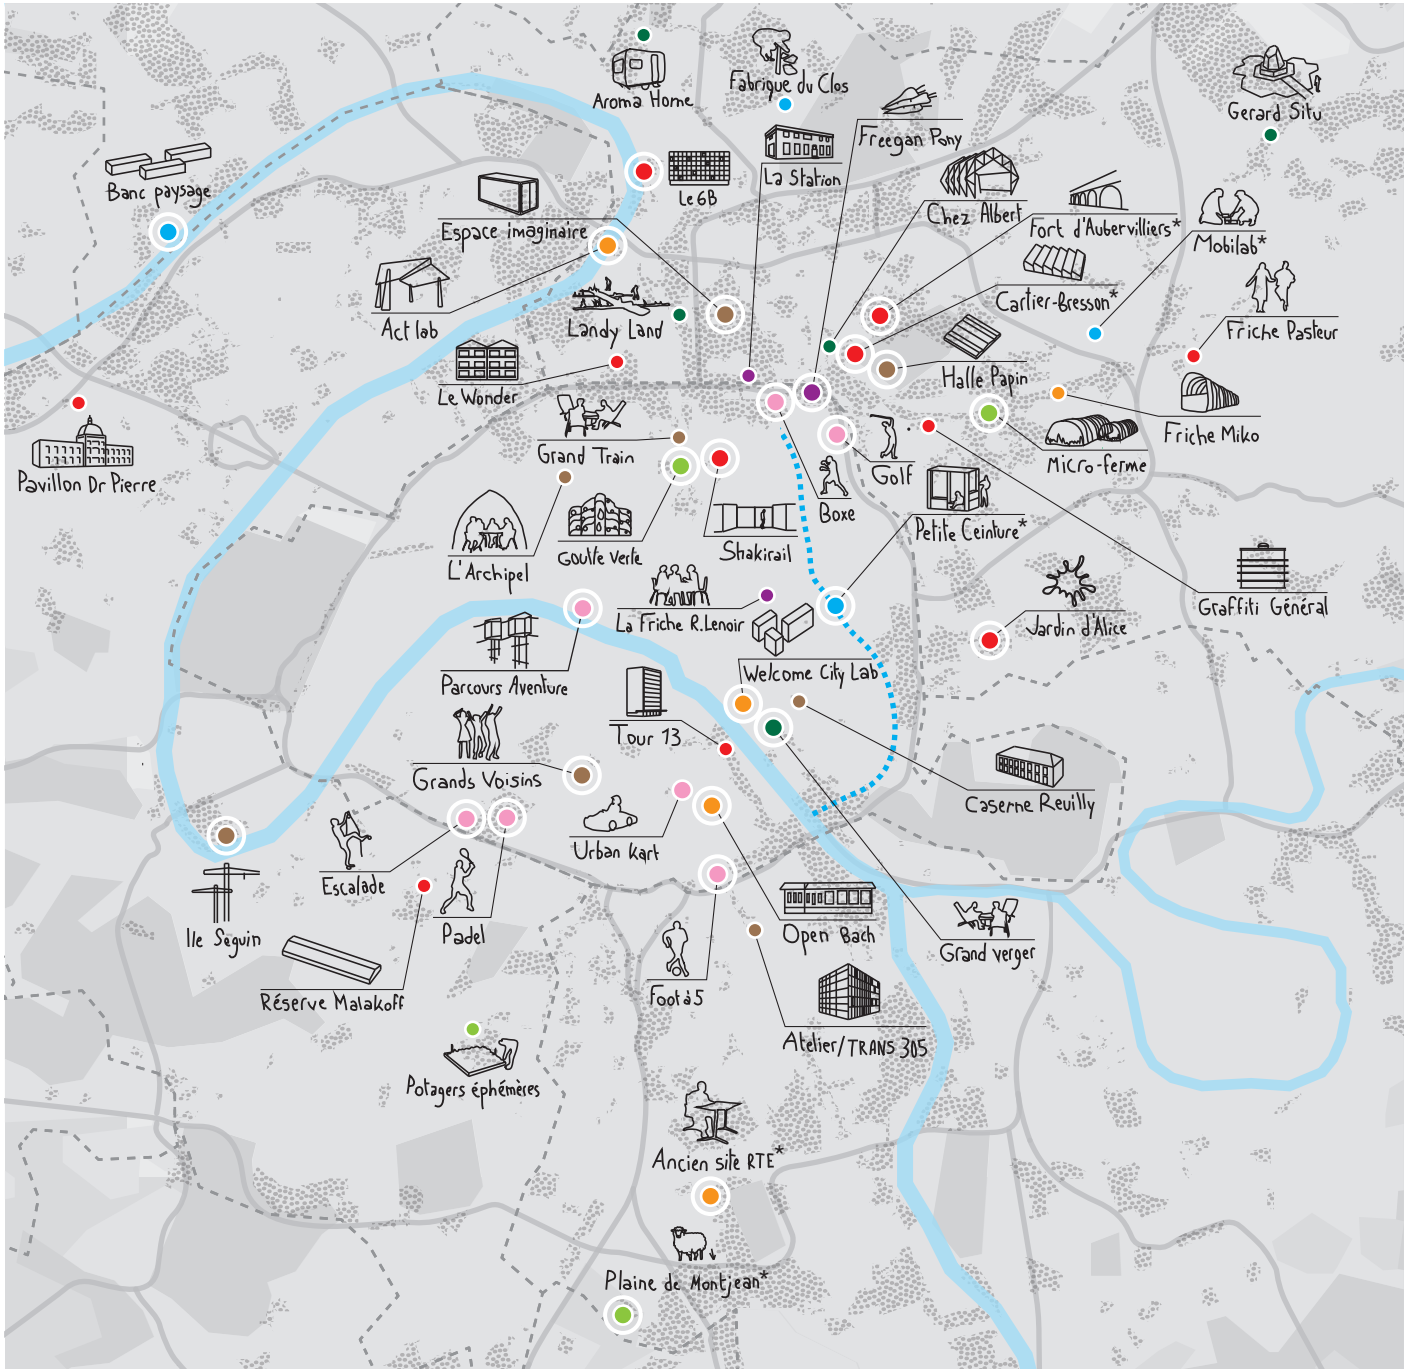 Aroma Home
Fabrique du Clos
Gerard Situ
Freegan Pony
La Station
Banc paysage
Le 6B
Chez Albert
Fort d'Aubervilliers*
Espace imaginaire
Mobilab*
Cartier-Bresson*
Act lab
Landy Land
Friche Pasteur
Halle Papin
Le Wonder
Friche Miko
Grand Train
Micro-ferme
Golf
Pavillon Dr Pierre
Boxe
Petite Ceinture*
Shakirail
Goutte verte
L'Archipel
Graffiti Général
La Friche R.Lenoir
Jardin d'Alice
Welcome City Lab
Parcours Aventure
Tour 13
Grands Voisins
Caserne Reuilly
Urban Kart
Escalade
Padel
Open Bach
Ile Seguin
Grand verger
Réserve Malakoff
Foot à 5
Atelier/TRANS 305
Potagers éphémères
Ancien site RTE*
Plaine de Montjean*